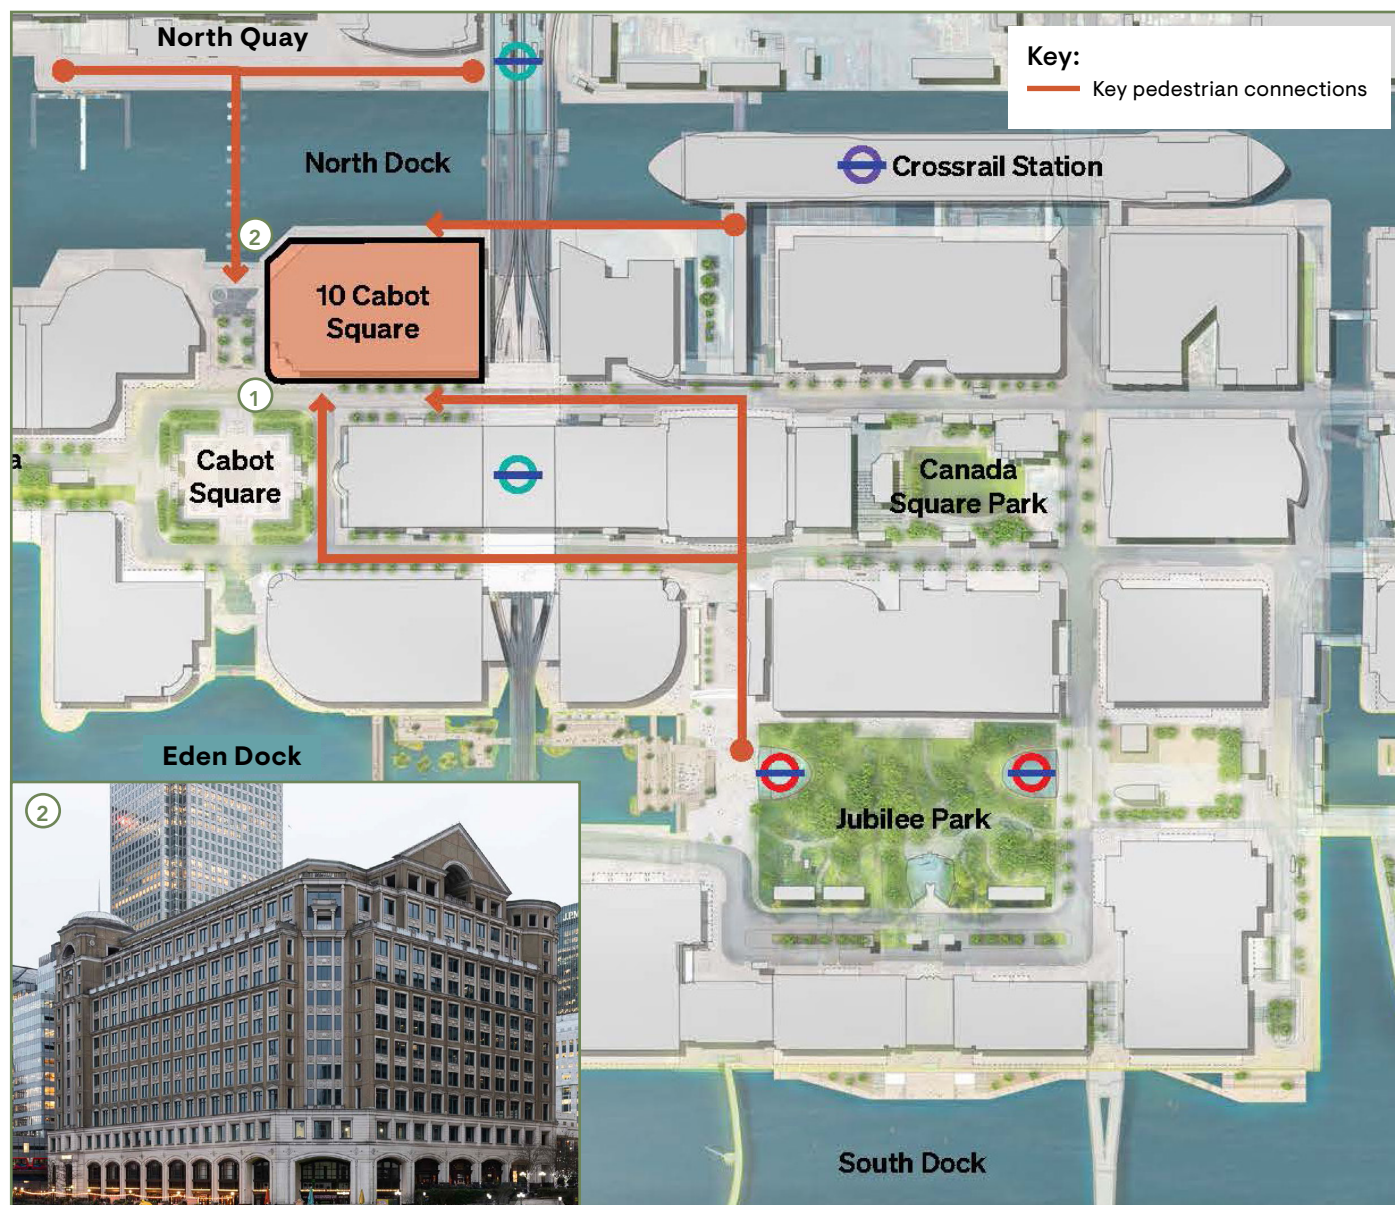 North Quay
Key:
Key pedestrian connections
North Dock
Crossrail Station
2
10 Cabot
Square
1
Cabot
Square
a
Canada
Square Park
Eden Dock
2
Jubilee Park
J.P.M
South Dock